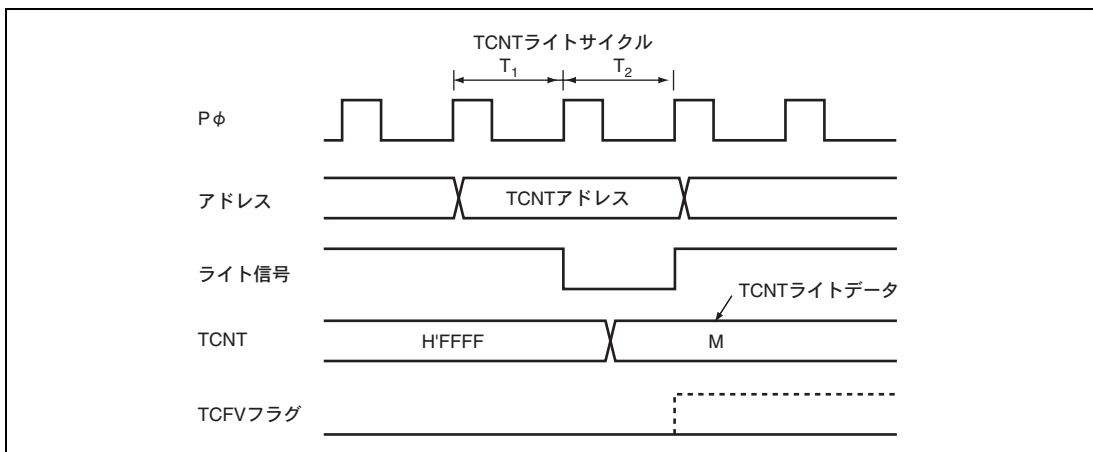 TCNTライトサイクル
T1 T2
Pφ
アドレス
TCNTアドレス
ライト信号
TCNTライトデータ
TCNT
H'FFFF
M
TCFVフラグ